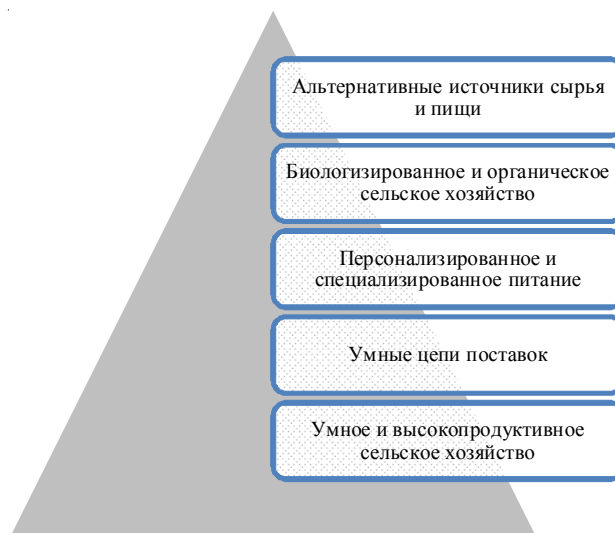 Альтернативные источники сырья
и пищи
Биологизированное и органическое
сельское хозяйство
Персонализированное и
специализированное питание
Умные цепи поставок
Умное и высокопродуктивное
сельское хозяйство